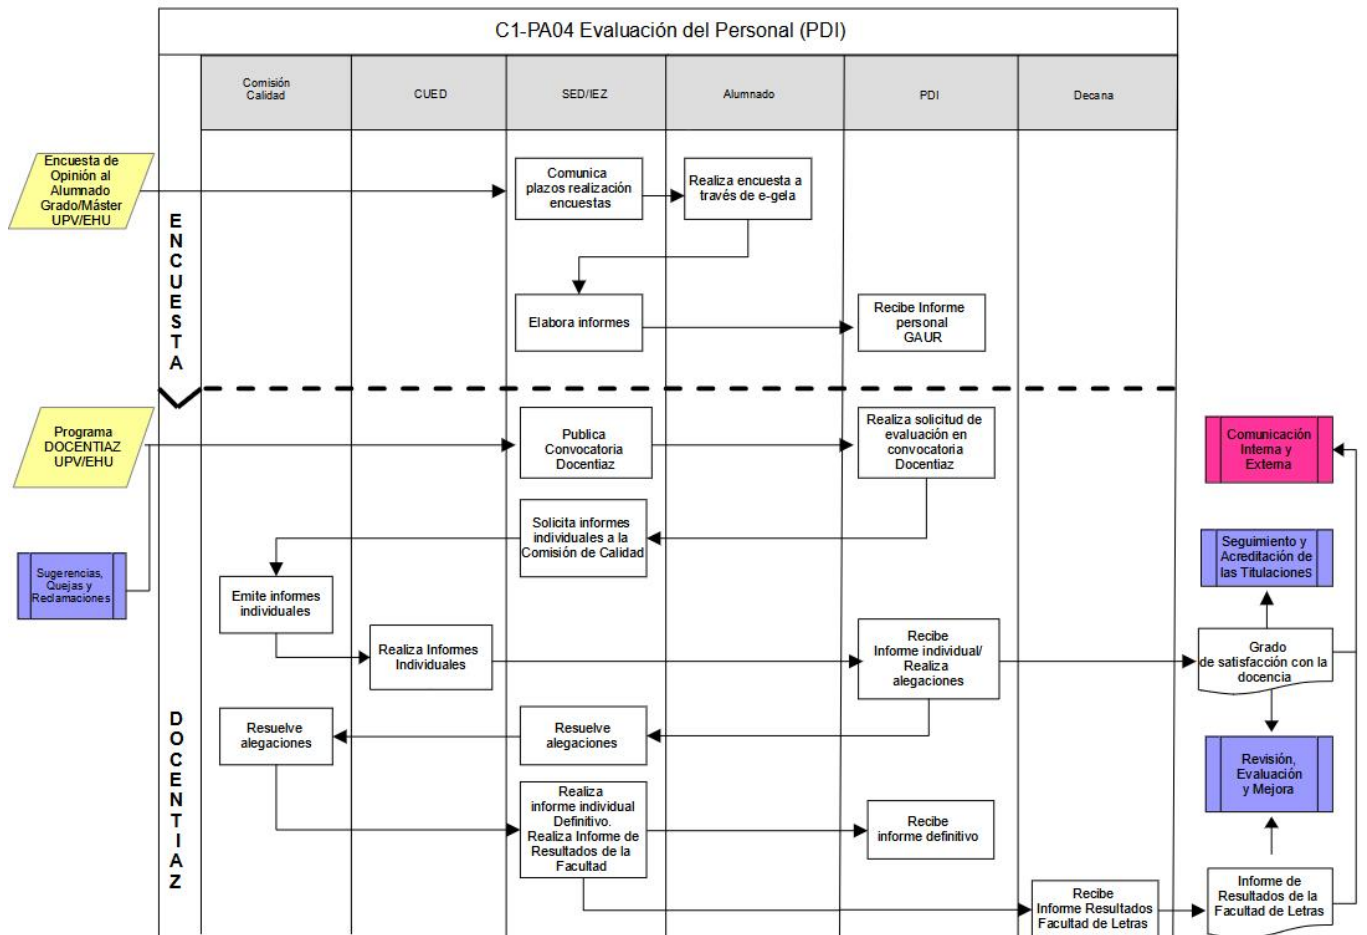 C1-PA04 Evaluación del Personal (PDI)
Comisión
Calidad
CUED
SED/IEZ
Alumnado
PDI
Decana
Encuesta de
Opinión al
Alumnado
Grado/Máster
UPV/EHU
ENCUESTA
Comunica
plazos realización
encuestas
Realiza encuesta a
través de e-gela
Elabora informes
Recibe Informe
personal
GAUR
Programa
DOCENTIAZ
UPV/EHU
Publica
Convocatoria
Docentiaz
Realiza solicitud de
evaluación en
convocatoria
Docentiaz
Comunicación
Interna y
Externa
Sugerencias,
Quejas y
Reclamaciones
Solicita informes
individuales a la
Comisión de Calidad
Seguimiento y
Acreditación de
las TitulacioneS
Emite informes
individuales
Realiza Informes
Individuales
Recibe
Informe individual/
Realiza
alegaciones
Grado
de satisfacción con la
docencia
DOCENTIAZ
Resuelve
alegaciones
Resuelve
alegaciones
Revisión,
Evaluación
y Mejora
Realiza
informe individual
Definitivo.
Realiza Informe de
Resultados de la
Facultad
Recibe
informe definitivo
Recibe
Informe Resultados
Facultad de Letras
Informe de
Resultados de la
Facultad de Letras